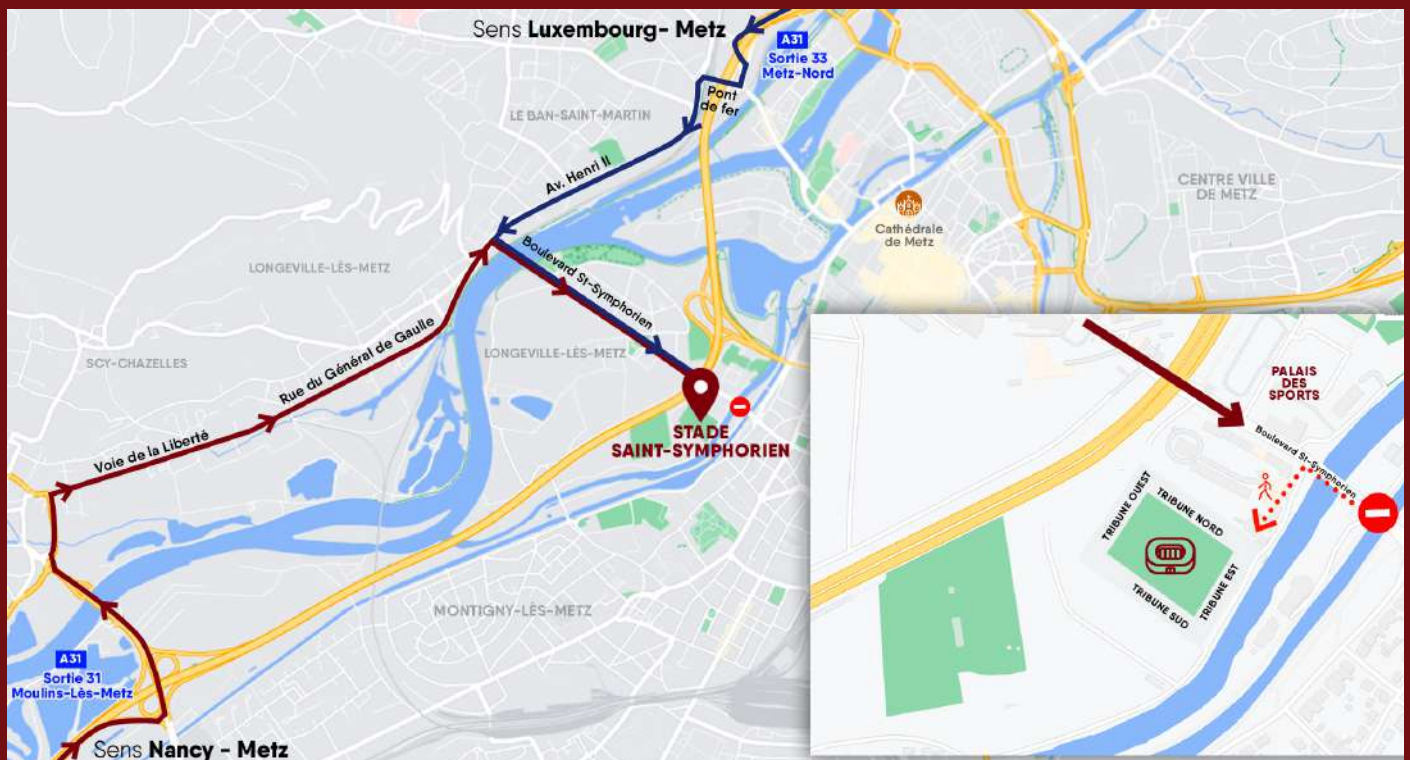 Sens Luxembourg- Metz
A31
Sortie 33
Metz-Nord
Pont
de fer
LE BAN-SAINT-MARTIN
Av. Henri II
CENTRE VILLE
DE METZ
Cathédrale
de Metz
Boulevard St-Symphorien
LONGEVILLE-LÈS-METZ
LONGEVILLE-LÈS-METZ
SCY-CHAZELLES
Rue du Général de Gaulle
Voie de la Liberté
STADE
SAINT-SYMPHORIEN
MONTIGNY-LÈS-METZ
A31
Sortie 31
Moulins-Lès-Metz
Sens Nancy - Metz
PALAIS
DES
SPORTS
Boulevard St-Symphorien
TRIBUNE OUEST
TRIBUNE NORD
TRIBUNE EST
TRIBUNE SUD